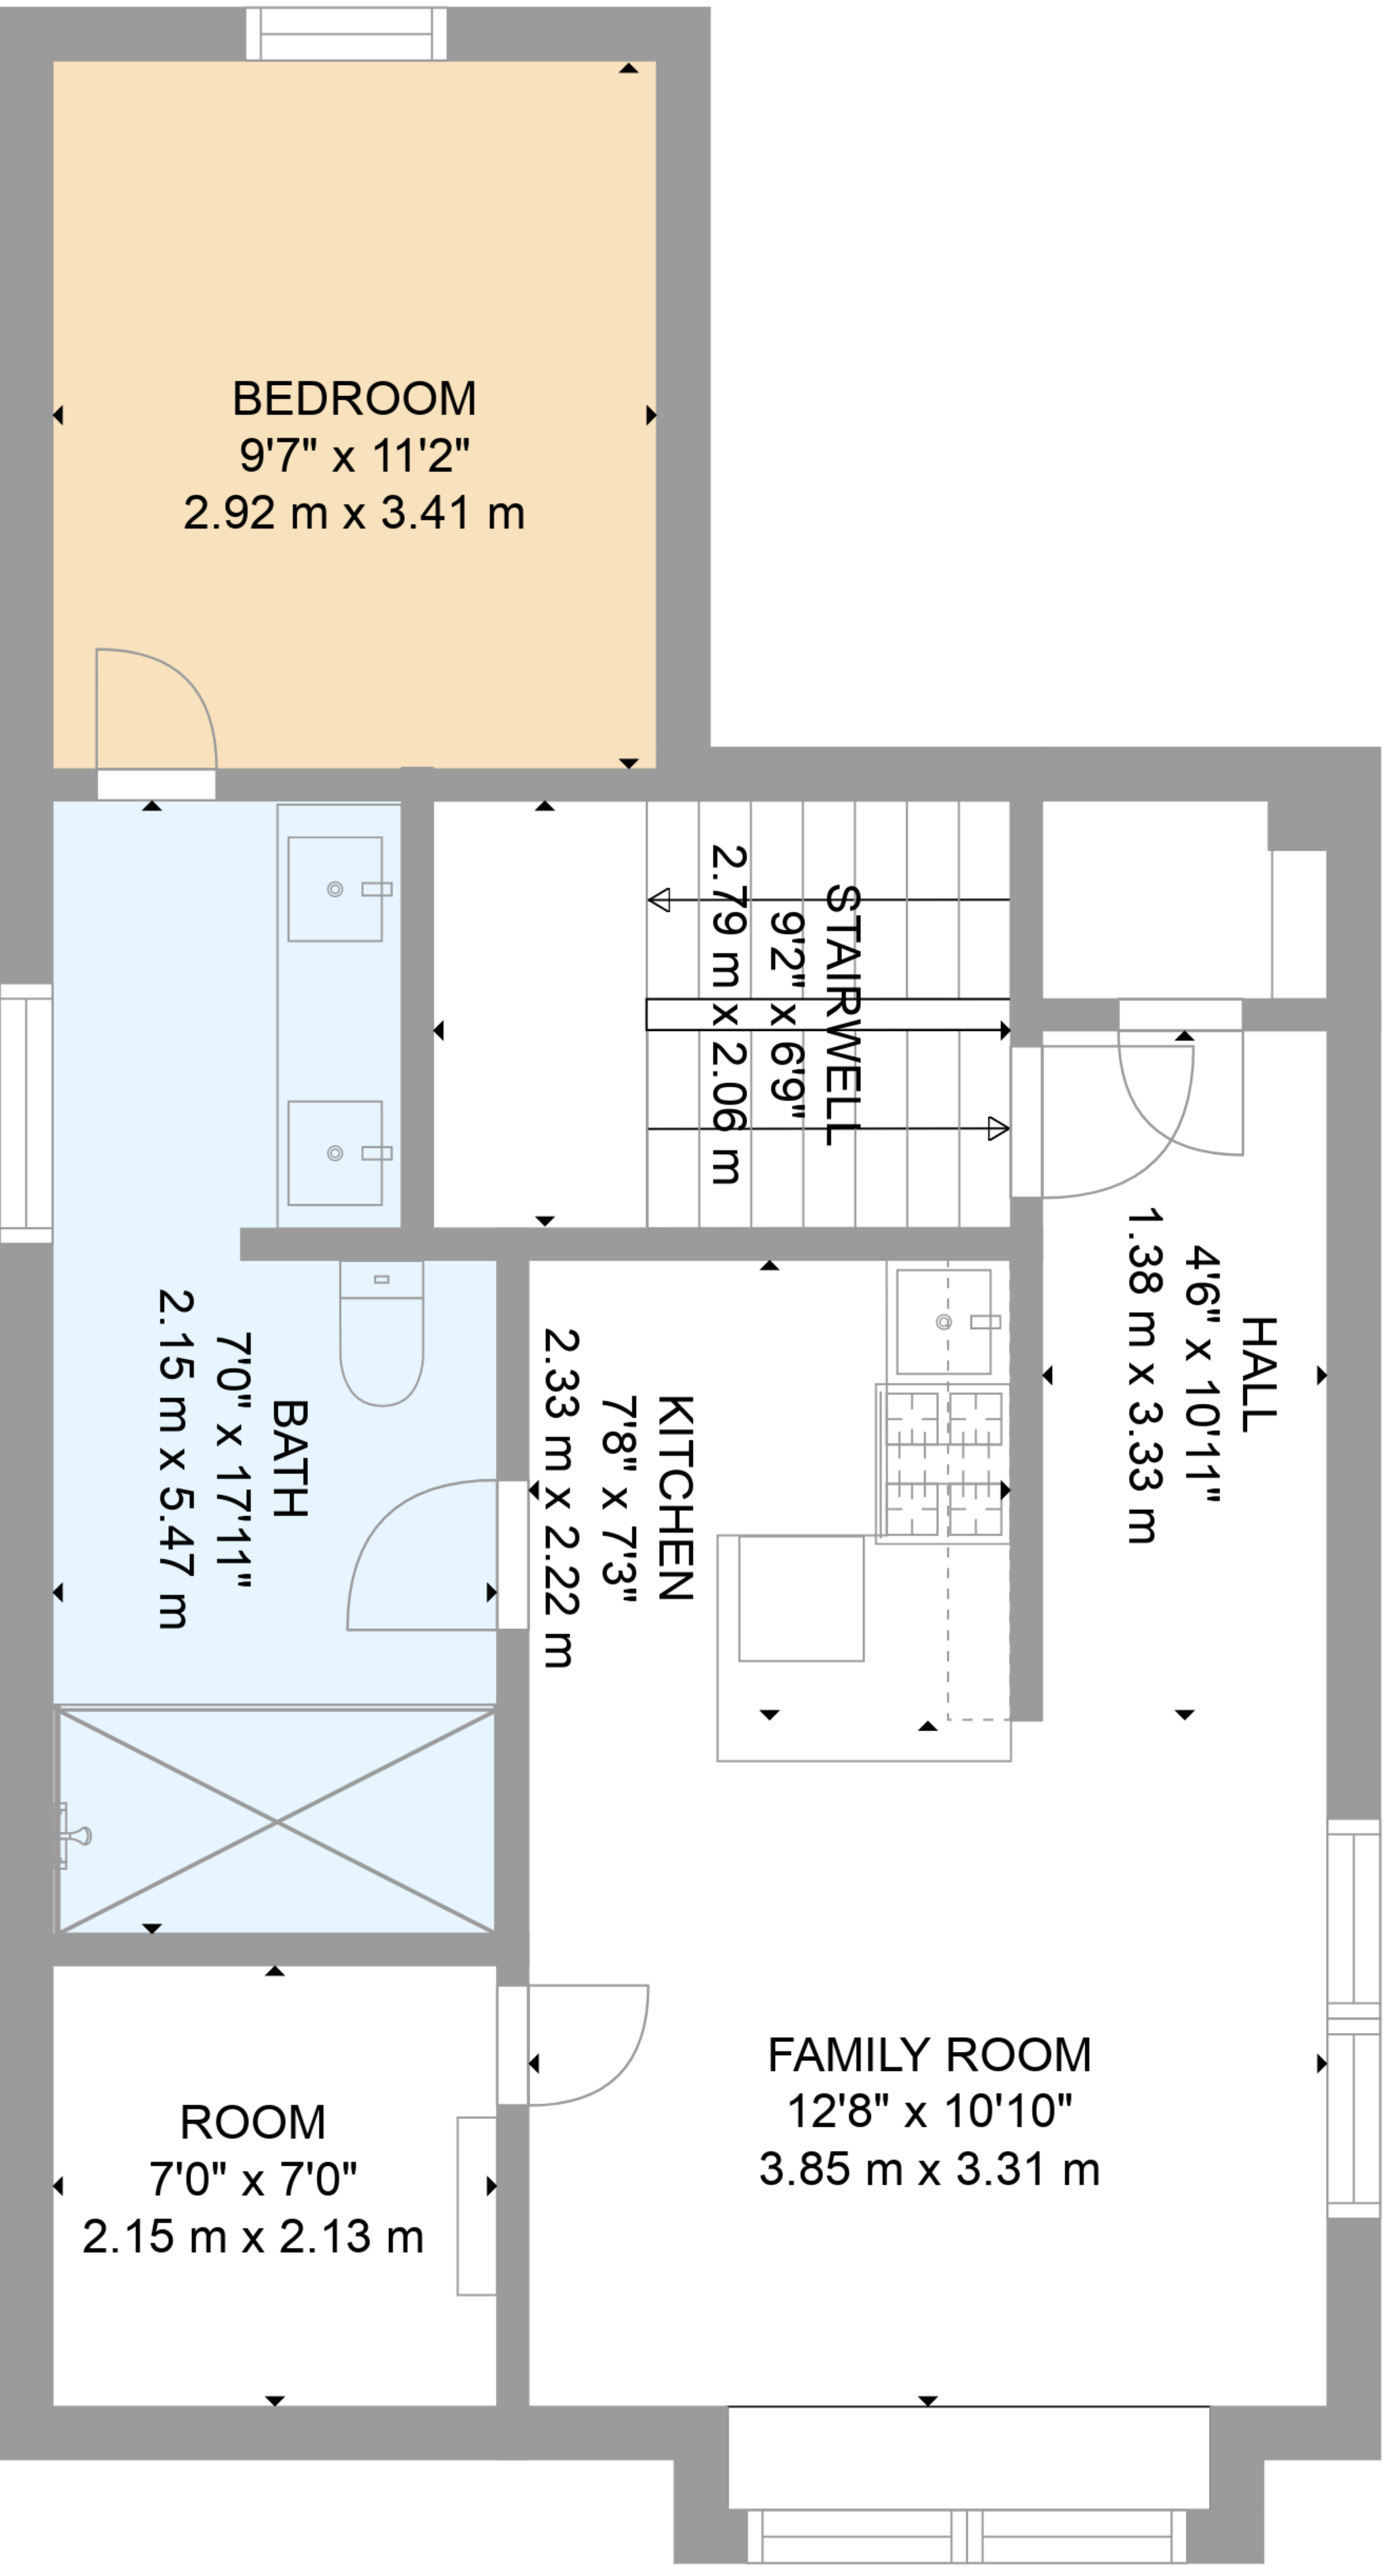 BEDROOM
9'7" x 11'2"
2.92 m x 3.41 m
STAIRWELL
9'2" x 6'9"
2.79 m x 2.06 m
HALL
4'6" x 10'11"
1.38 m x 3.33 m
BATH
7'0" x 17'11"
2.15 m x 5.47 m
KITCHEN
7'8" x 7'3"
2.33 m x 2.22 m
FAMILY ROOM
12'8" x 10'10"
3.85 m x 3.31 m
ROOM
7'0" x 7'0"
2.15 m x 2.13 m